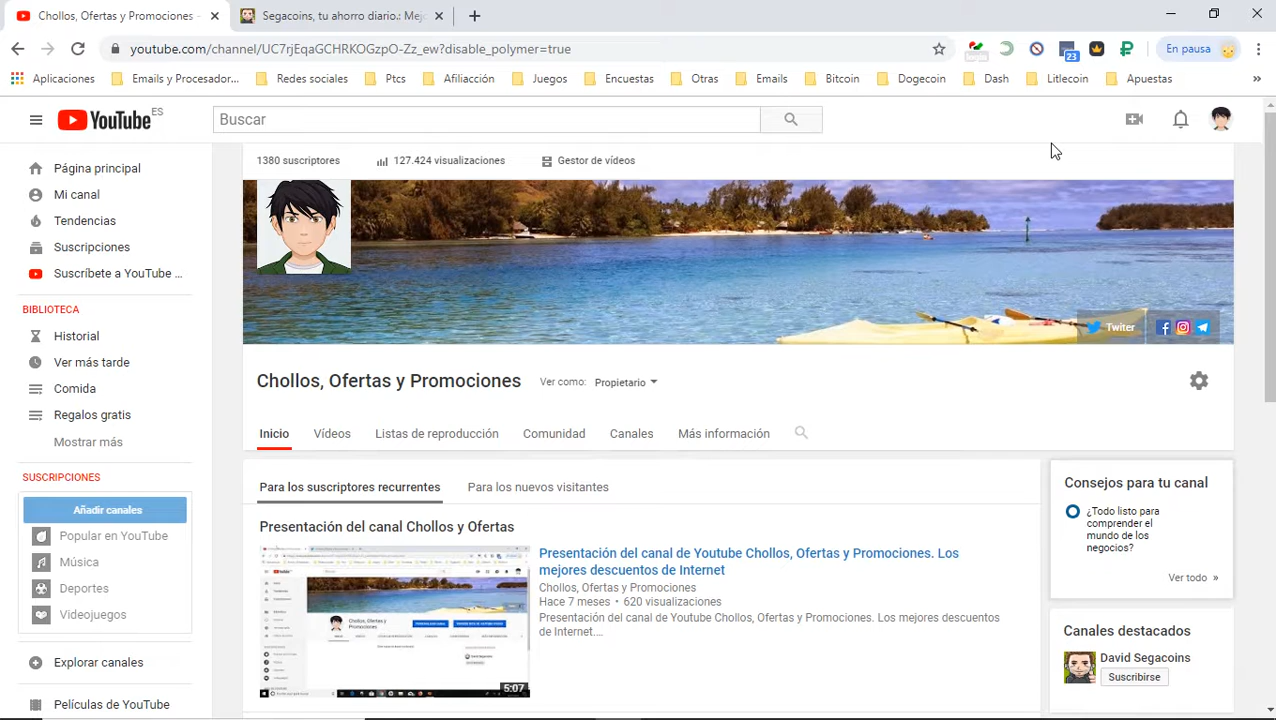 Chollos, Ofertas y Promociones -
Segacoins, tu ahorro diario.: Mej
youtube.com/channel/UC7rjEqaGCHRKOGzpO-Zz_ew?disable_polymer=true
23
En pausa
Aplicaciones
Emails y Procesador...
Redes sociales
Ptcs
Afiliacción
Juegos
Encuestas
Otros
Emails
Bitcoin
Dogecoin
Dash
Litlecoin
Apuestas
YouTube ES
Buscar
1380 suscriptores
127.424 visualizaciones
Gestor de vídeos
Página principal
Mi canal
Tendencias
Suscripciones
Suscríbete a YouTube ...
BIBLIOTECA
Historial
Ver más tarde
Comida
Regalos gratis
Mostrar más
SUSCRIPCIONES
Añadir canales
Popular en YouTube
Música
Deportes
Videojuegos
Explorar canales
Películas de YouTube
Twiter
Chollos, Ofertas y Promociones
Ver como: Propietario
Inicio
Vídeos
Listas de reproducción
Comunidad
Canales
Más información
Para los suscriptores recurrentes
Para los nuevos visitantes
Presentación del canal Chollos y Ofertas
Presentación del canal de Youtube Chollos, Ofertas y Promociones. Los
mejores descuentos de Internet
Chollos, Ofertas y Promociones
Hace 7 meses • 620 visualizaciones
Presentación del canal de Youtube Chollos, Ofertas y Promociones. Los mejores descuentos
de Internet....
5:07
Consejos para tu canal
¿Todo listo para
comprender el
mundo de los
negocios?
Ver todo »
Canales destacados
David Segacoins
Suscribirse